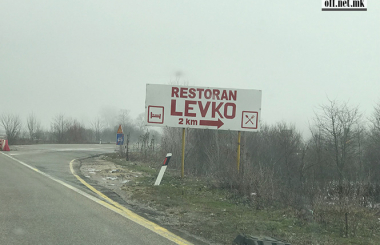 off.net.mk
RESTORAN
LEVKO
2 km